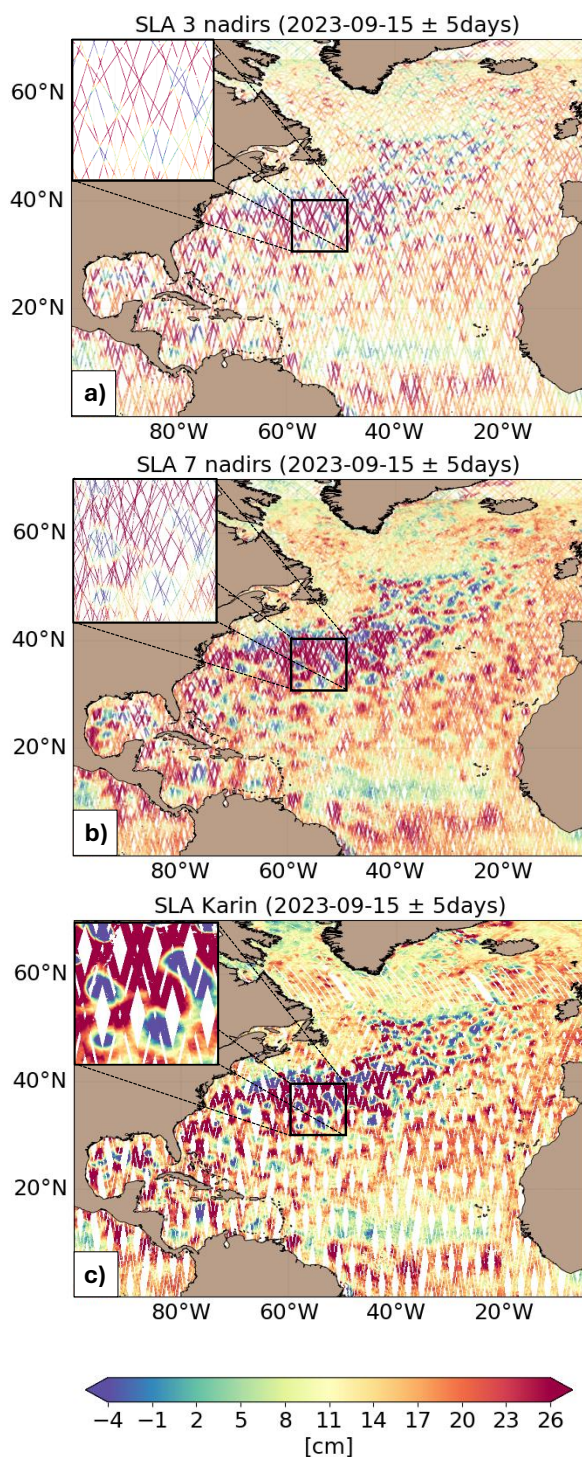 SLA 3 nadirs (2023-09-15 ± 5days)
60°N
40°N
20°N
a)
80°W 60°W 40°W 20°W
SLA 7 nadirs (2023-09-15 ± 5days)
60°N
40°N
20°N
b)
80°W 60°W 40°W 20°W
SLA Karin (2023-09-15 ± 5days)
60°N
40°N
20°N
c)
80°W 60°W 40°W 20°W
−4 −1 2 5 8 11 14 17 20 23 26
[cm]